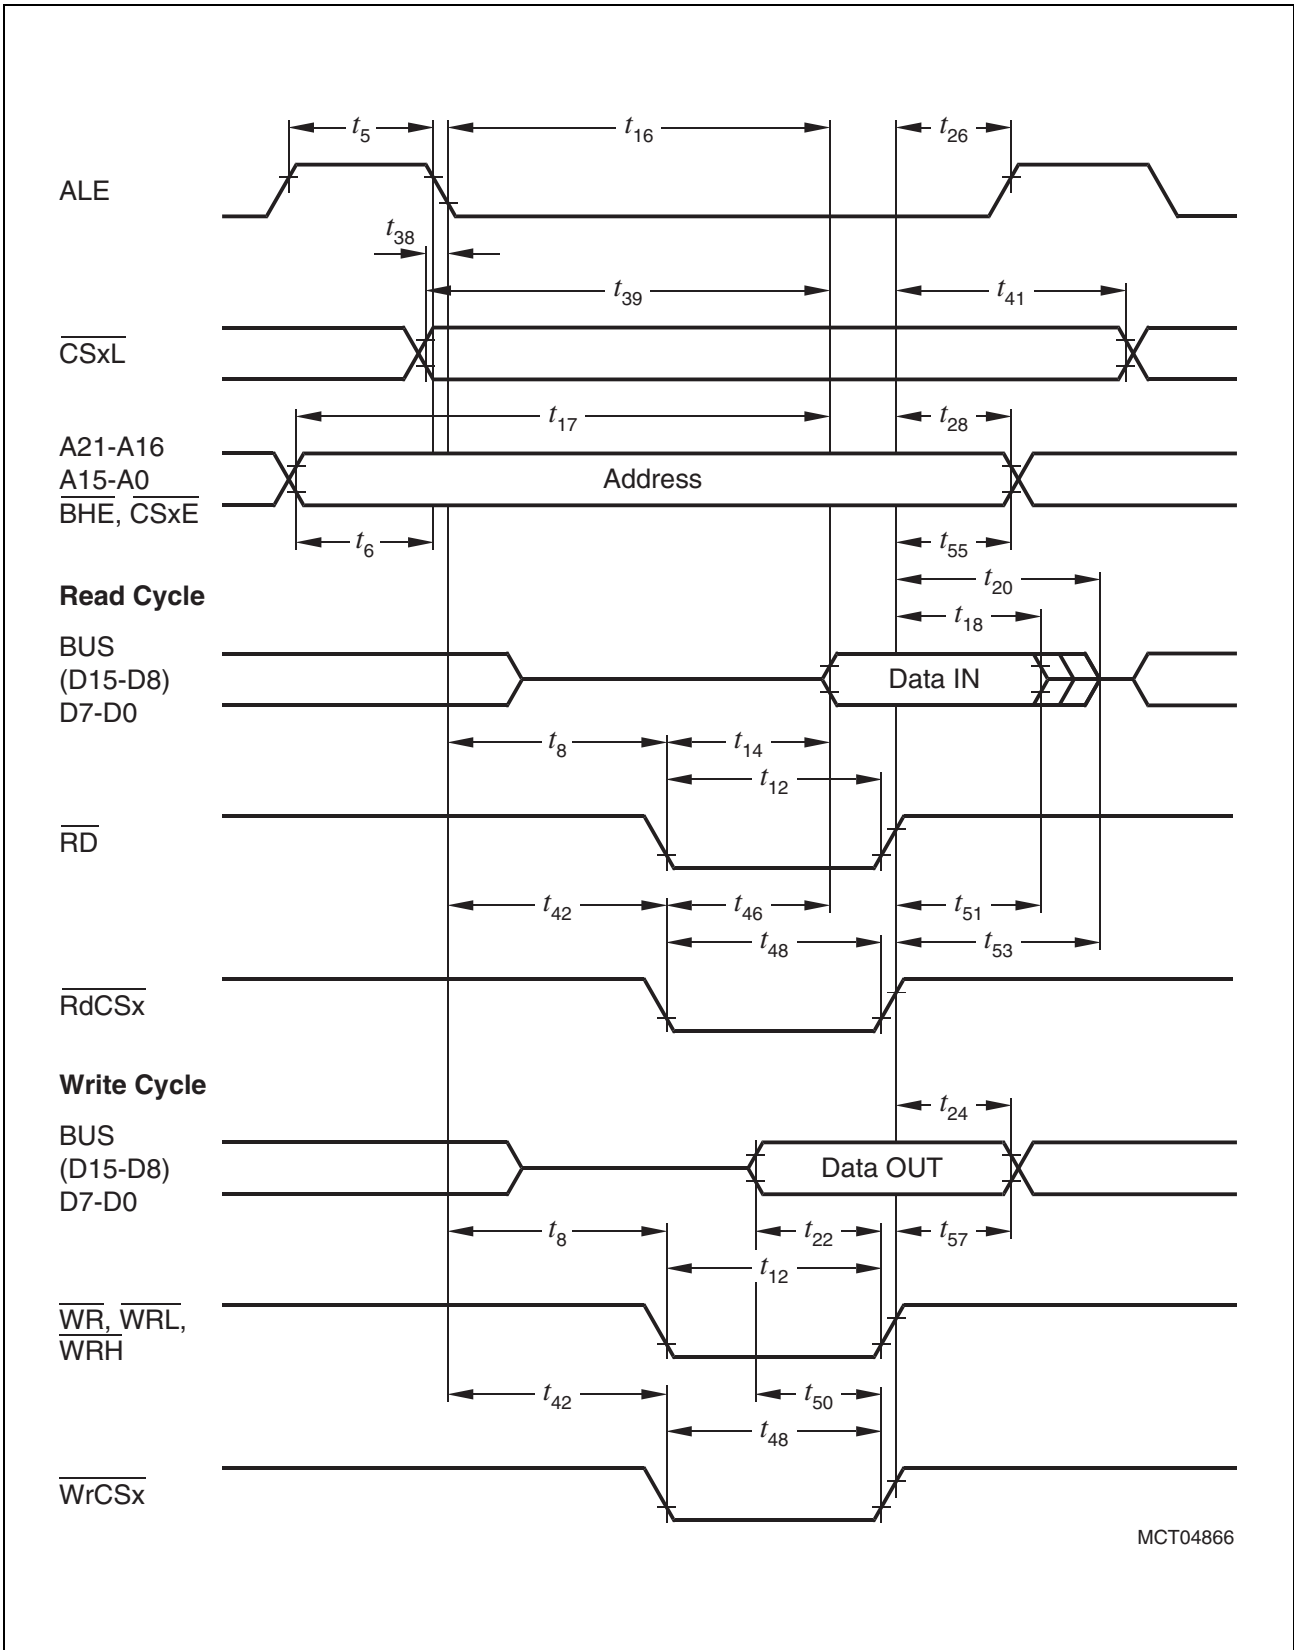 t5 t16 t26
ALE
t38
t39 t41
CSxL
t17 t28
A21-A16
A15-A0
BHE, CSxE
Address
t6 t55
t20
Read Cycle
t18
BUS
(D15-D8)
D7-D0
Data IN
t8 t14
t12
RD
t42 t46 t51
t48 t53
RdCSx
Write Cycle
t24
BUS
(D15-D8)
D7-D0
Data OUT
t8 t22 t57
t12
WR, WRL,
WRH
t42 t50
t48
WrCSx
MCT04866